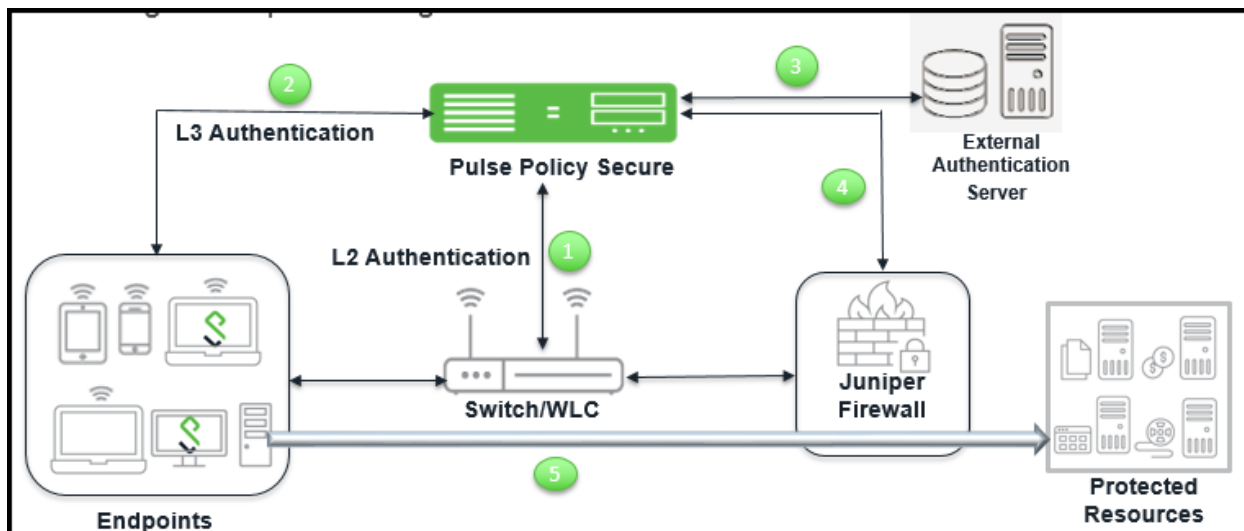 2
3
L3 Authentication
External
Authentication
Server
Pulse Policy Secure
4
L2 Authentication
1
Juniper
Firewall
Switch/WLC
5
Protected
Resources
Endpoints